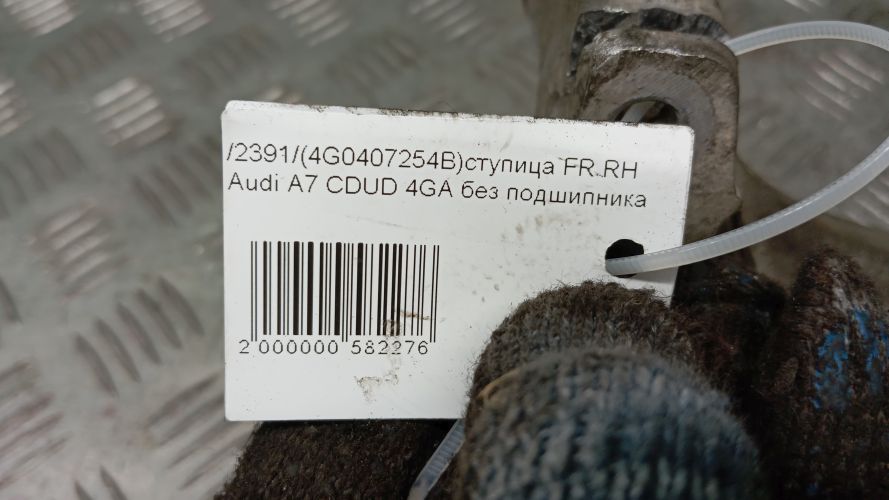 /2391/(4G0407254B)ступица FR.RH
Audi A7 CDUD 4GA без подшипника
2 000000 582276